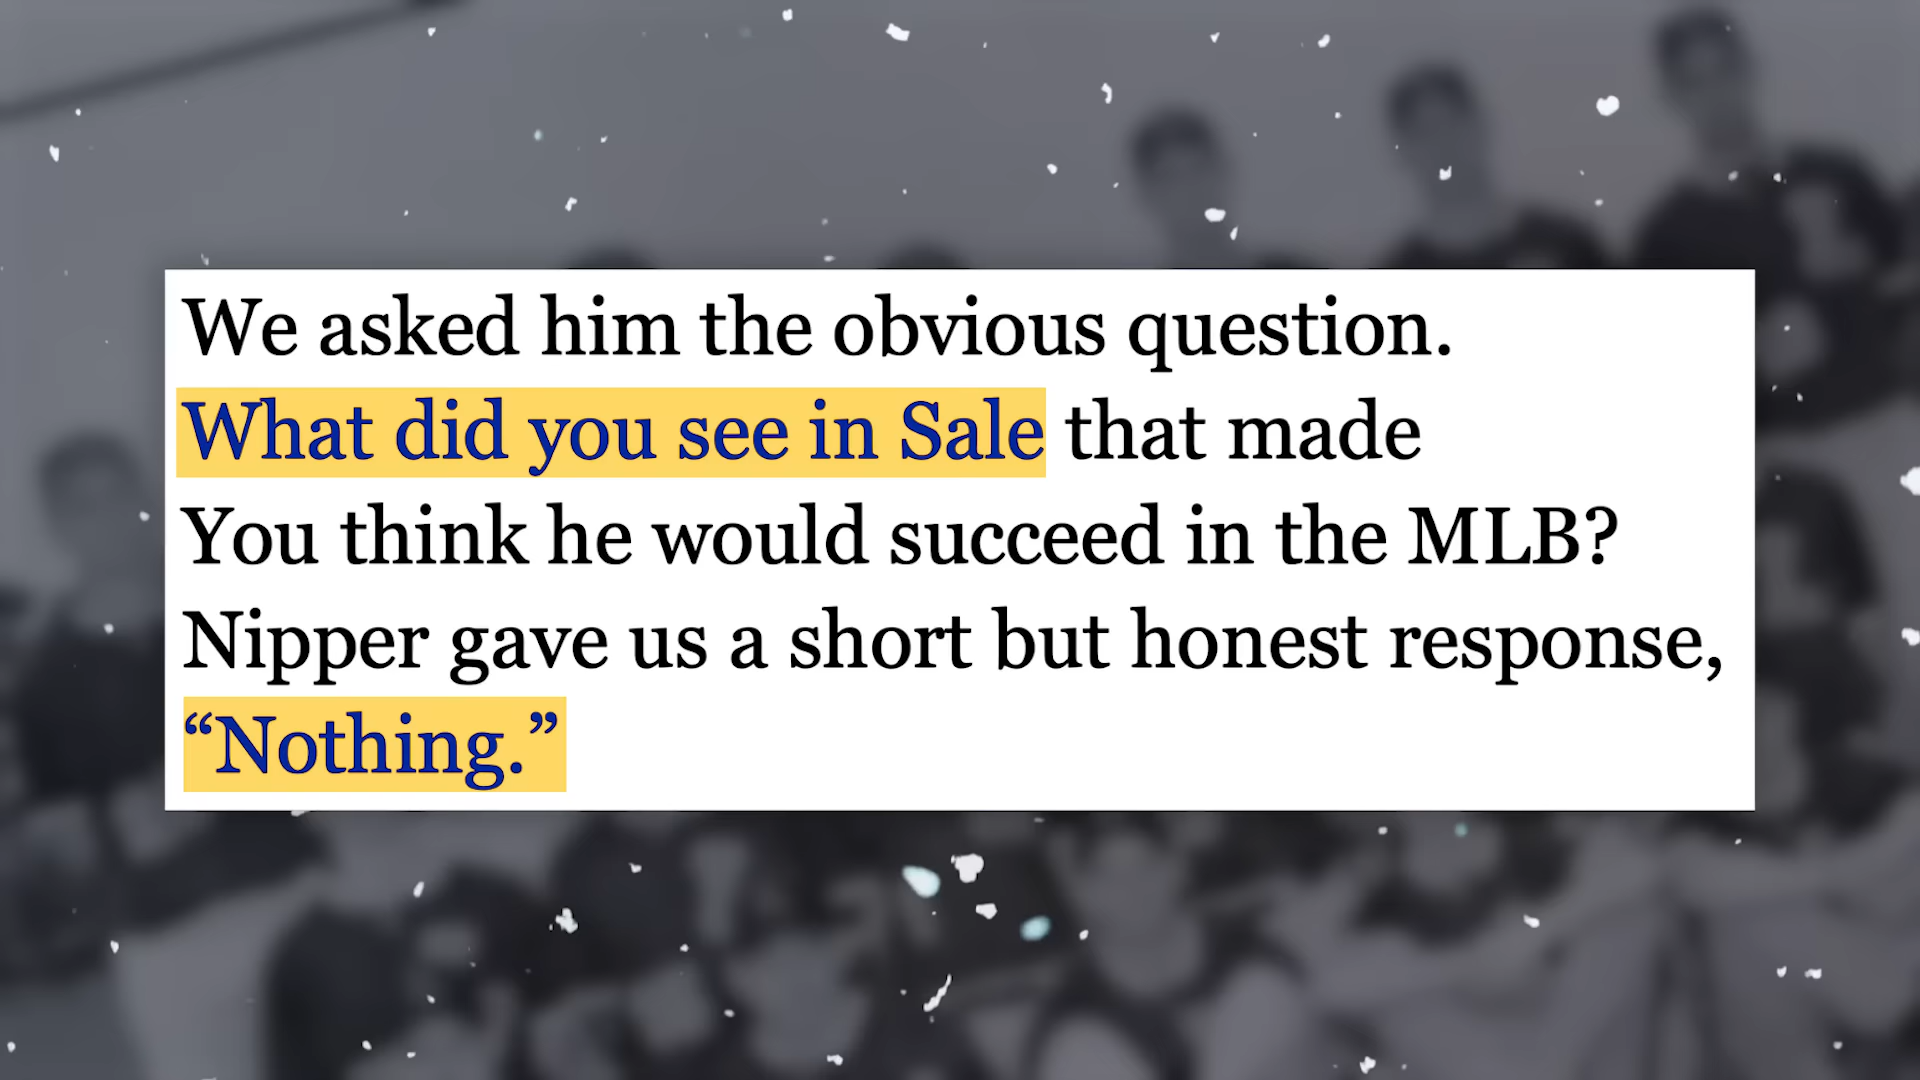 We asked him the obvious question.
What did you see in Sale that made
You think he would succeed in the MLB?
Nipper gave us a short but honest response,
“Nothing.”